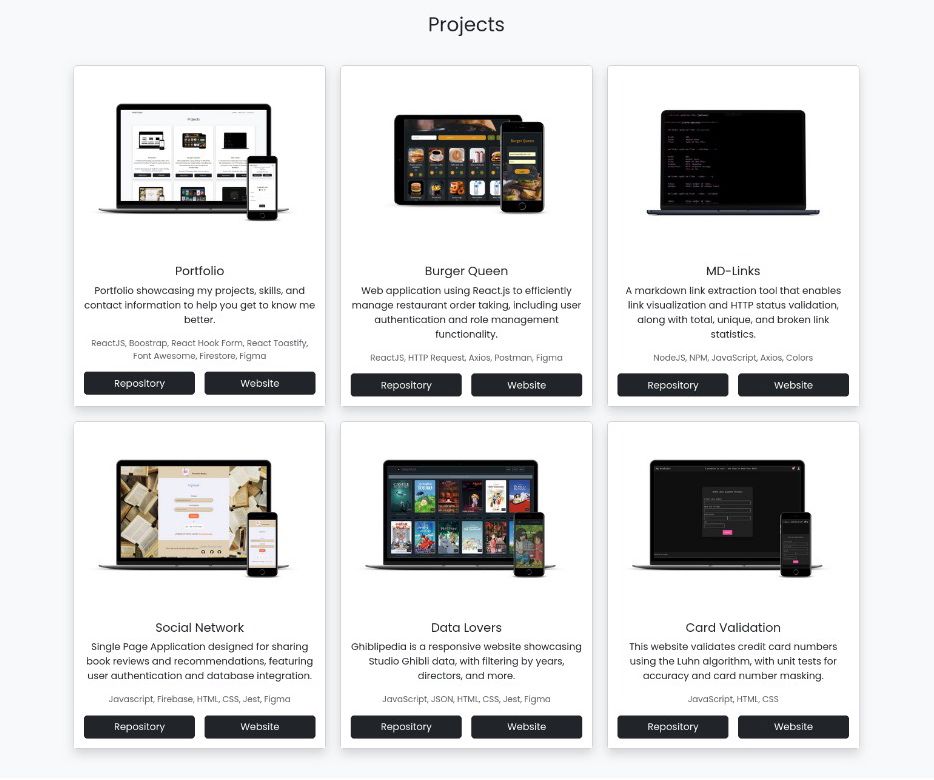 Projects
Portfolio
Portfolio showcasing my projects, skills, and
contact information to help you get to know me
better.
ReactJS, Boostrap, React Hook Form, React Toastify,
Font Awesome, Firestore, Figma
Repository
Website
Burger Queen
Burger Queen
Web application using React.js to efficiently
manage restaurant order taking, including user
authentication and role management
functionality.
ReactJS, HTTP Request, Axios, Postman, Figma
Repository
Website
MD-Links
A markdown link extraction tool that enables
link visualization and HTTP status validation,
along with total, unique, and broken link
statistics.
NodeJS, NPM, JavaScript, Axios, Colors
Repository
Website
Social Network
Single Page Application designed for sharing
book reviews and recommendations, featuring
user authentication and database integration.
Javascript, Firebase, HTML, CSS, Jest, Figma
Repository
Website
Data Lovers
Ghiblipedia is a responsive website showcasing
Studio Ghibli data, with filtering by years,
directors, and more.
JavaScript, JSON, HTML, CSS, Jest, Figma
Repository
Website
Card Validation
This website validates credit card numbers
using the Luhn algorithm, with unit tests for
accuracy and card number masking.
JavaScript, HTML, CSS
Repository
Website